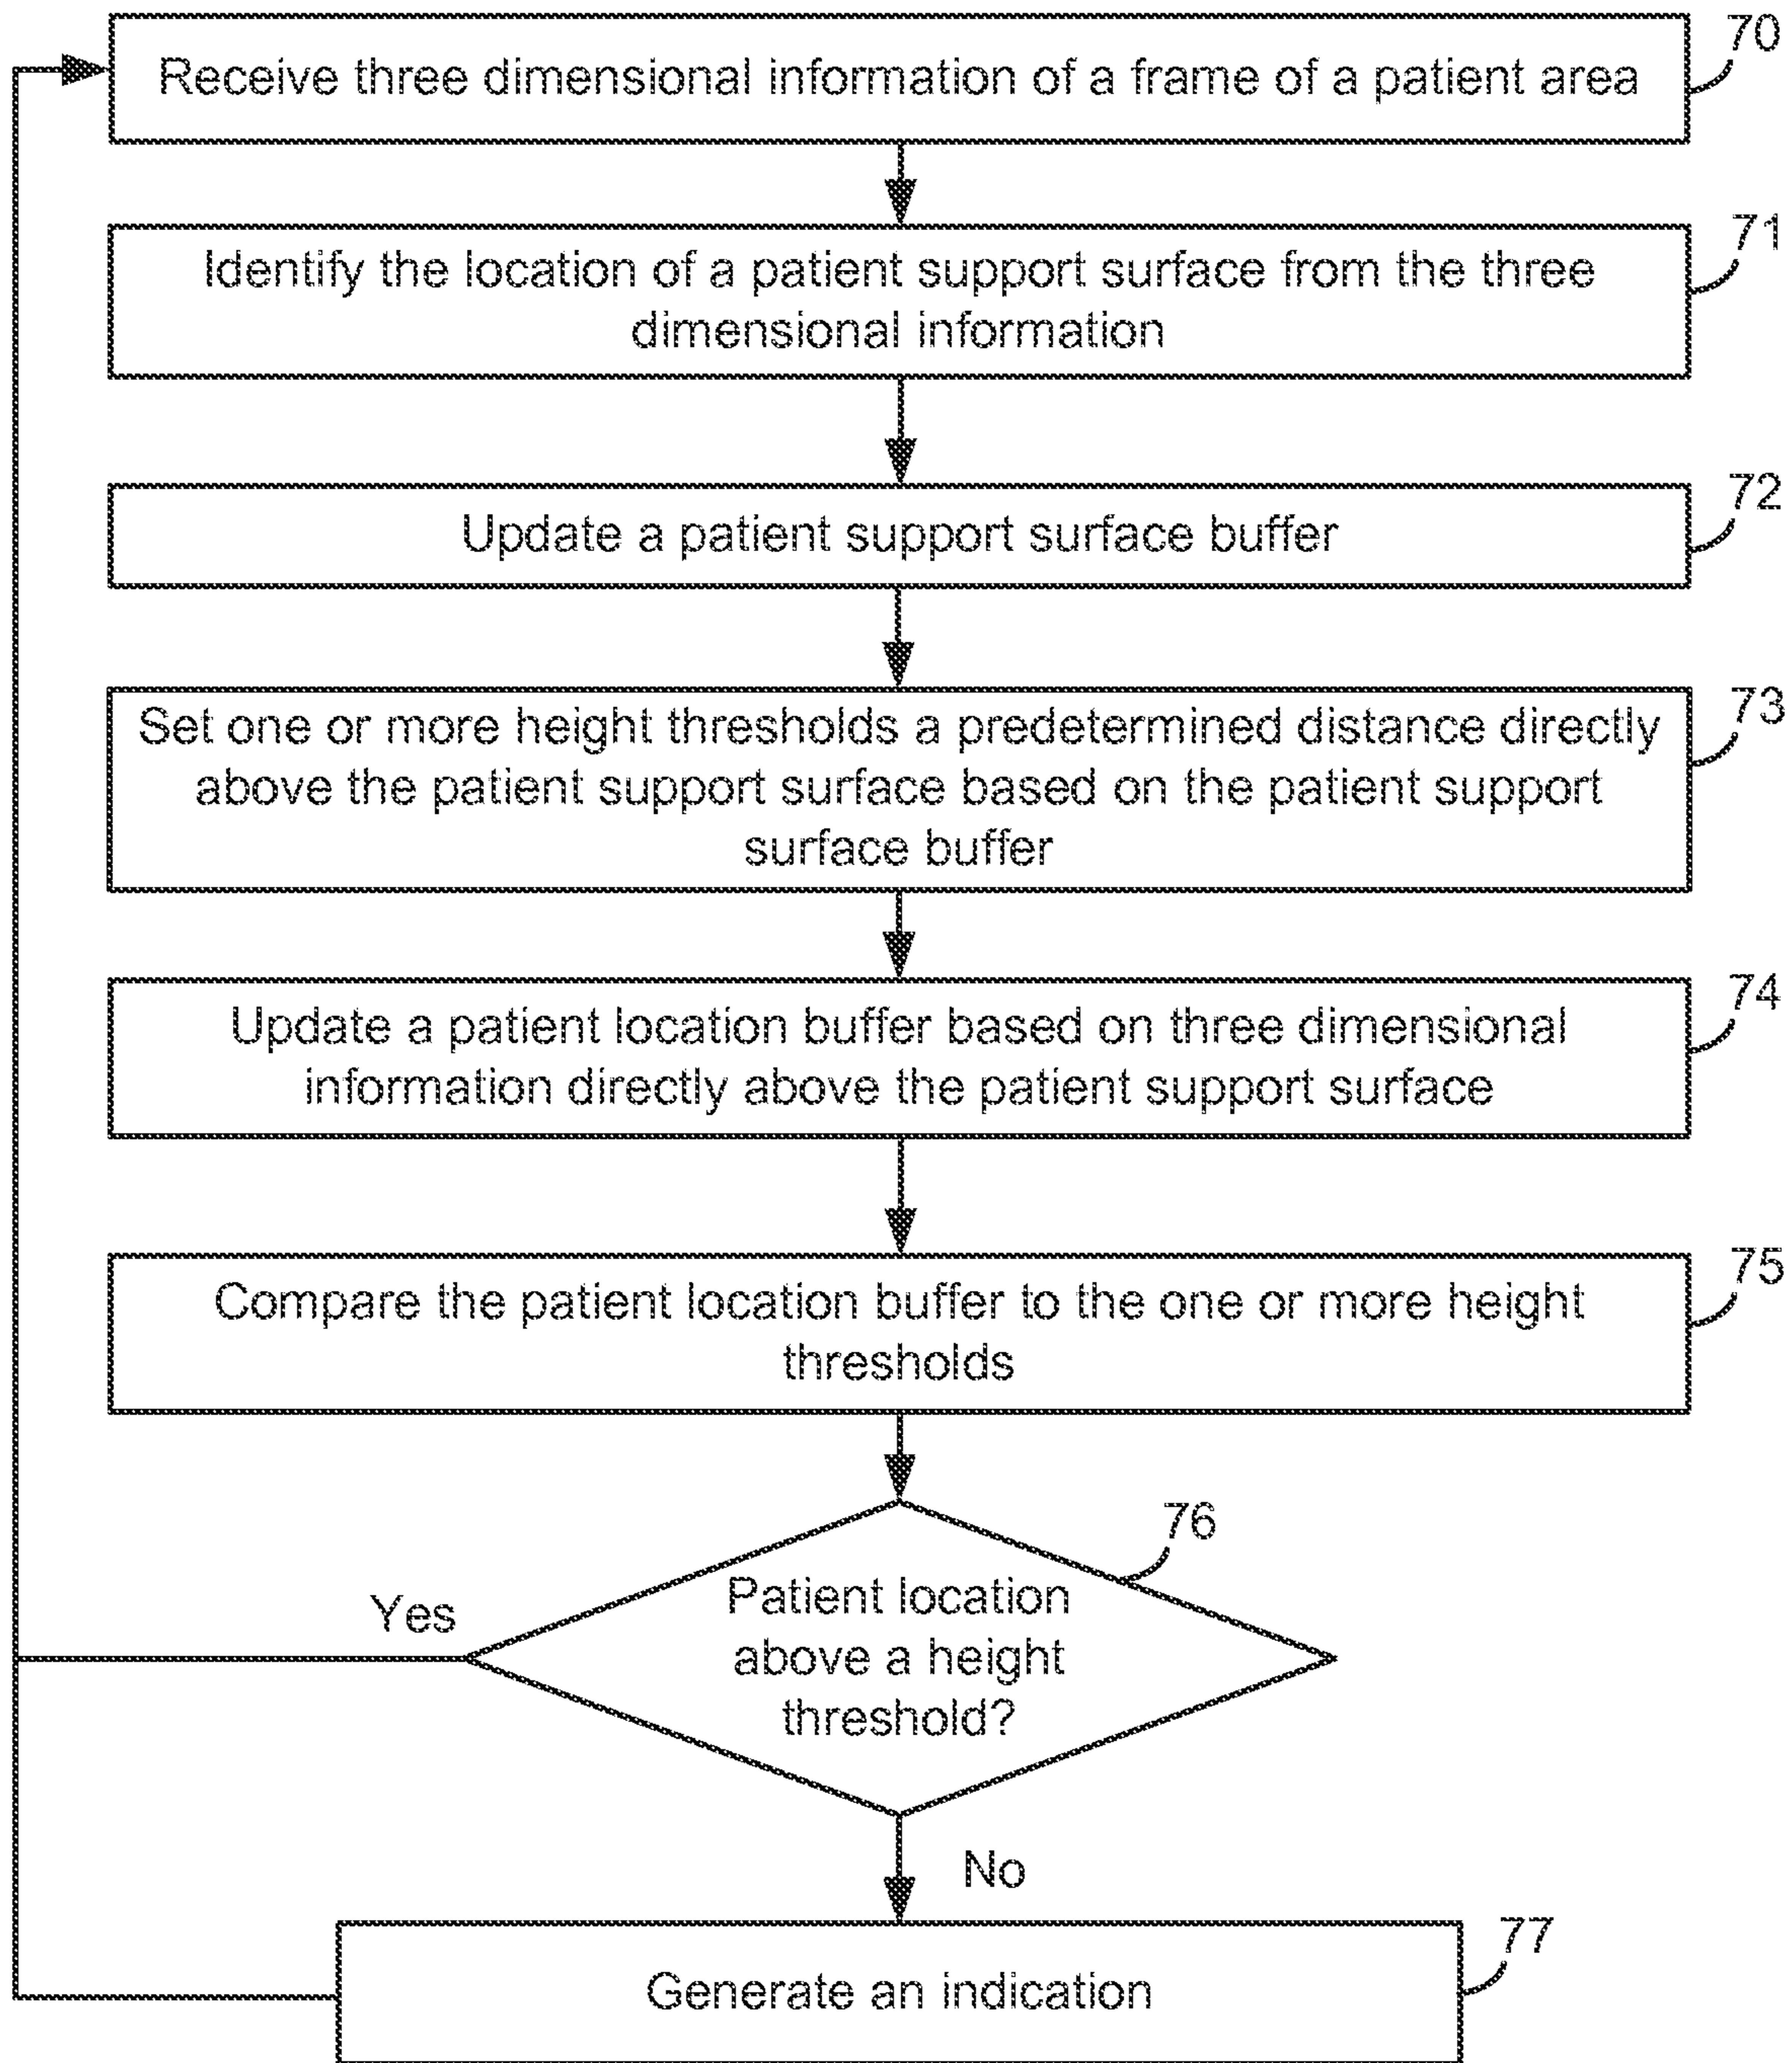 70
Receive three dimensional information of a frame of a patient area
71
Identify the location of a patient support surface from the three
dimensional information
72
Update a patient support surface buffer
73
Set one or more height thresholds a predetermined distance directly
above the patient support surface based on the patient support
surface buffer
74
Update a patient location buffer based on three dimensional
information directly above the patient support surface
75
Compare the patient location buffer to the one or more height
thresholds
76
Yes
Patient location
above a height
threshold?
No
77
Generate an indication